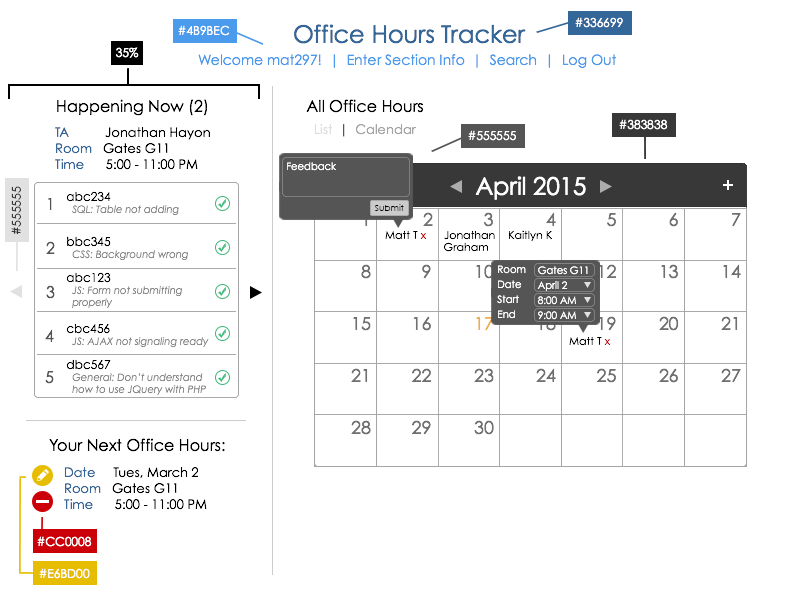 #4B9BEC
Office Hours Tracker
#336699
Welcome mat297! | Enter Section Info | Search | Log Out
35%
Happening Now (2)
TA Jonathan Hayon
Room Gates G11
Time 5:00 - 11:00 PM
#555555
1 abc234
SQL: Table not adding
2 bbc345
CSS: Background wrong
3 abc123
JS: Form not submitting
properly
4 cbc456
JS: AJAX not signaling ready
5 dbc567
General: Don't understand
how to use JQuery with PHP
Your Next Office Hours:
Date Tues, March 2
Room Gates G11
Time 5:00 - 11:00 PM
#CC0008
#E6BD00
All Office Hours
List | Calendar
#555555
#383838
Feedback
Submit
April 2015 +
1 2 3 4 5 6 7
Matt T x Jonathan Kaitlyn K
Graham
8 9 10 12 13 14
Room Gates G11
Date April 2
Start 8:00 AM
End 9:00 AM
15 16 17 18 19 20 21
Matt T x
21 22 23 24 25 26 27
28 29 30